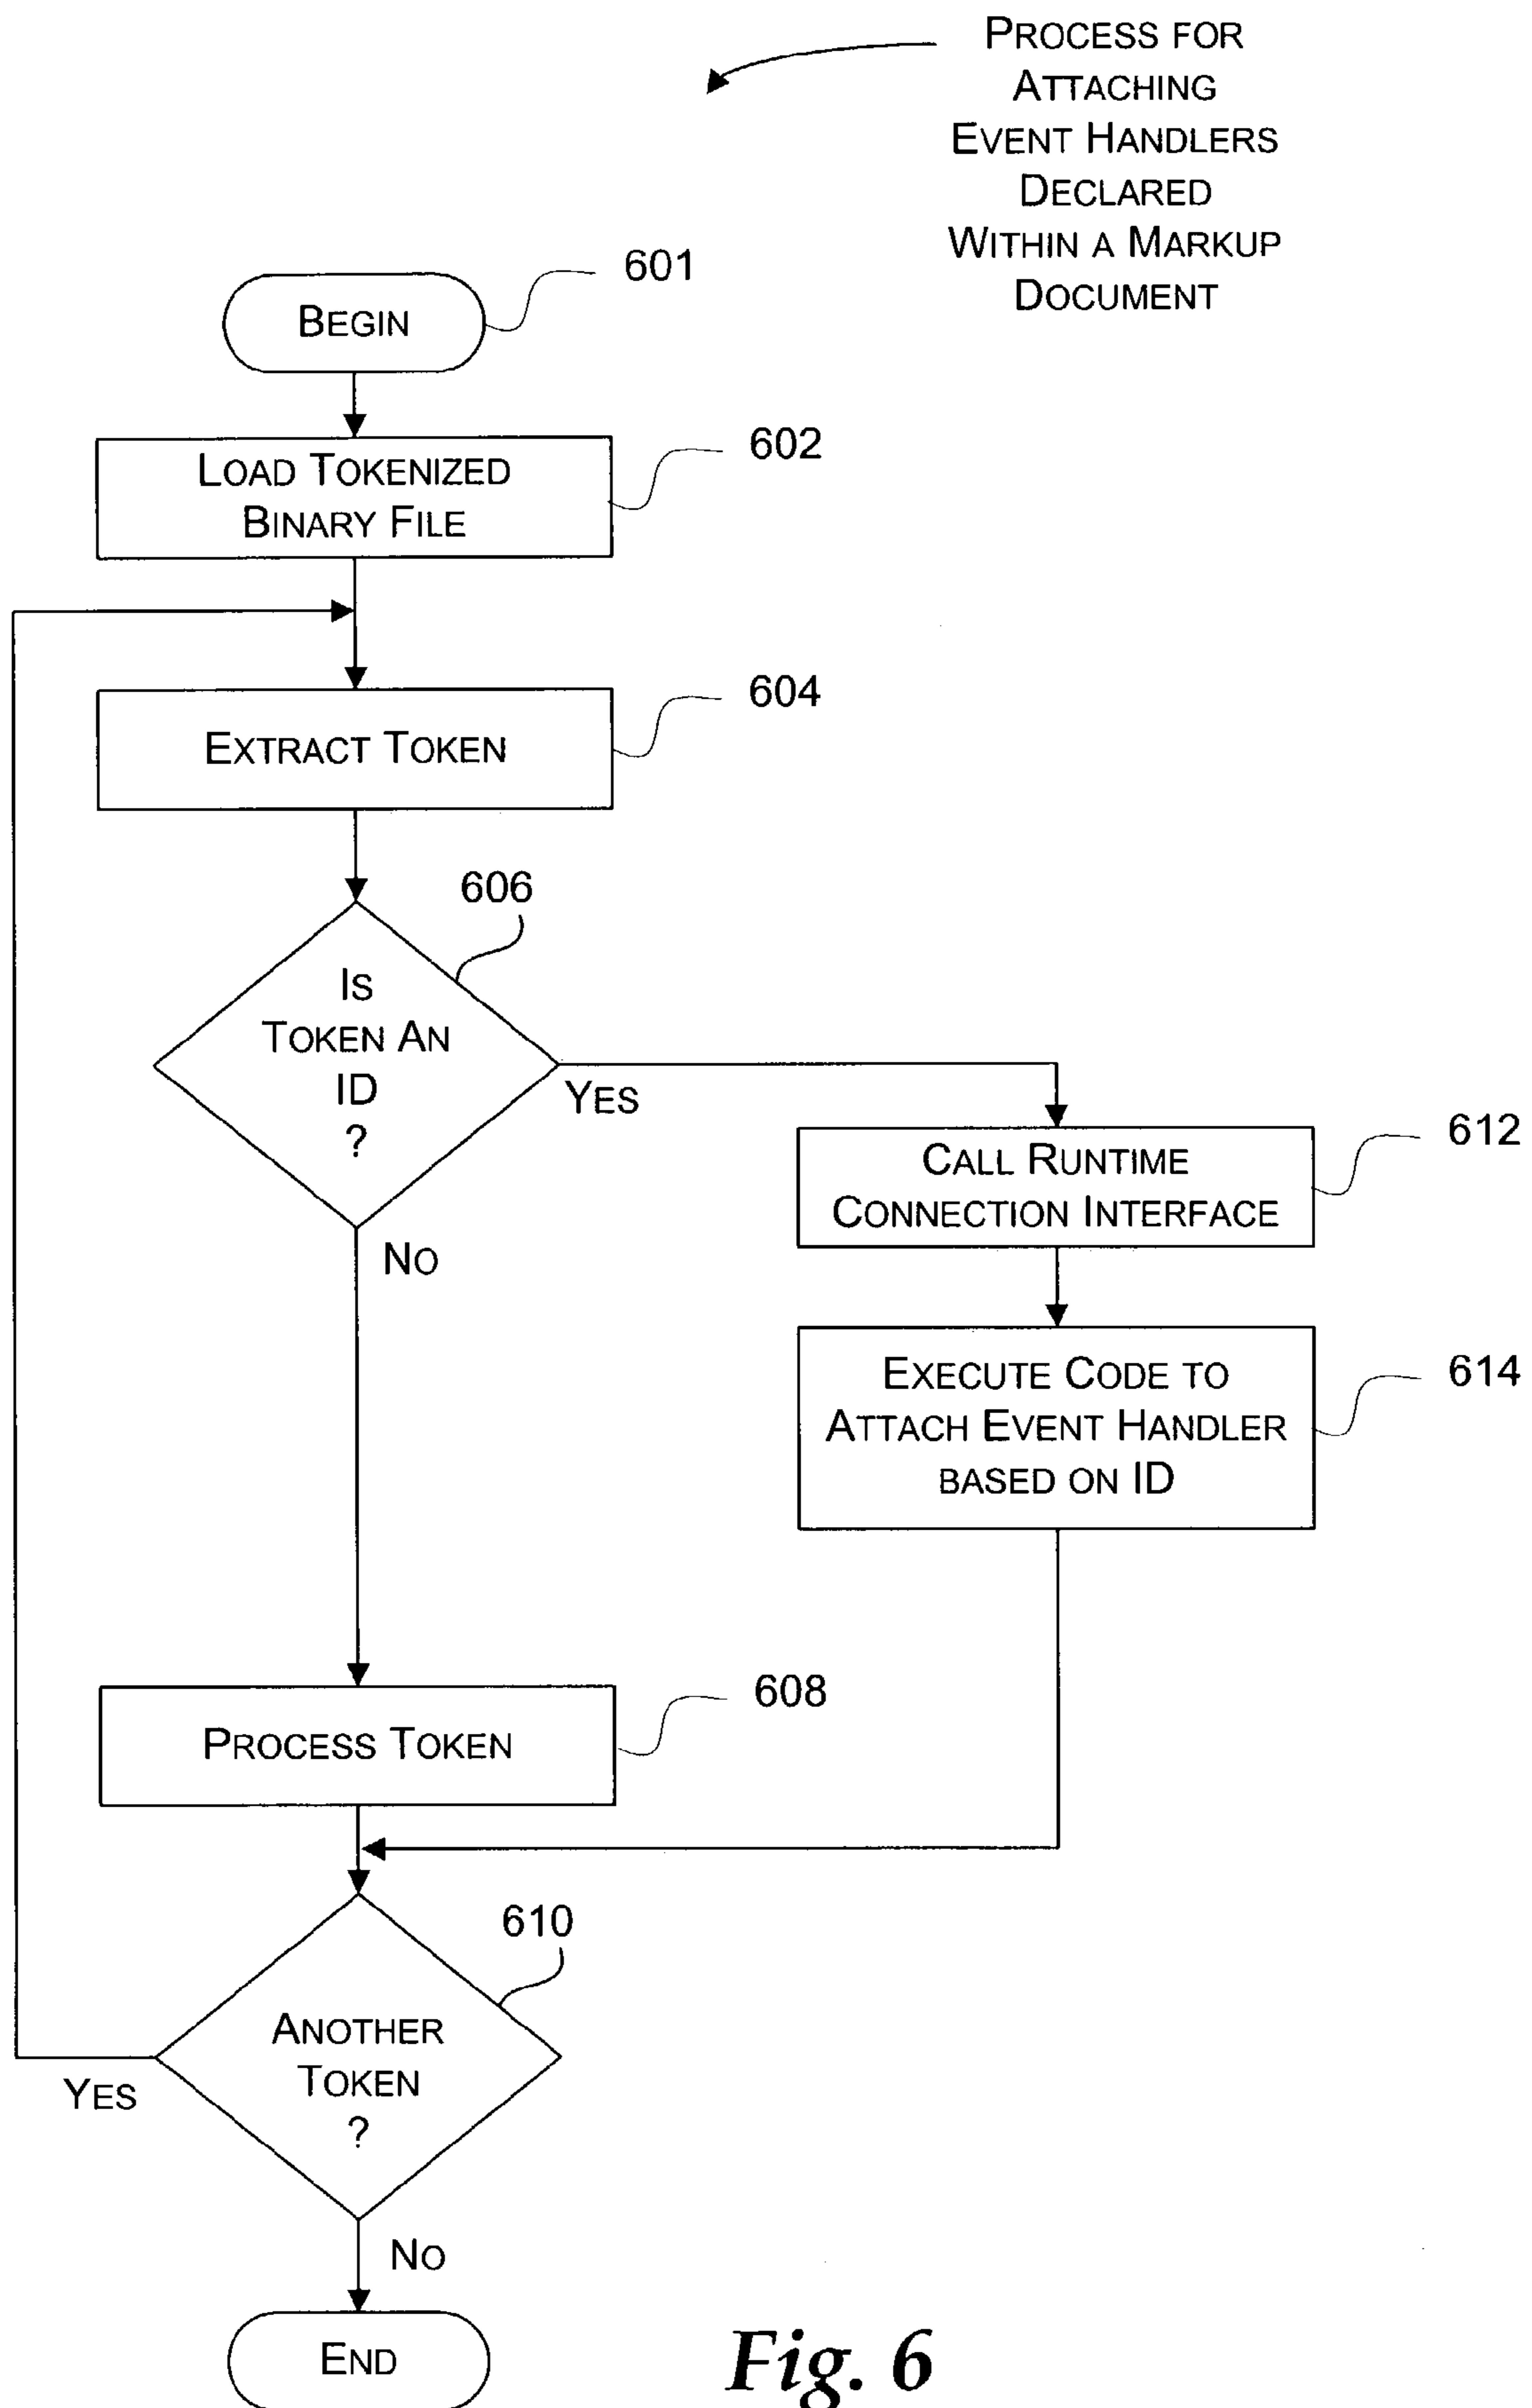 PROCESS FOR
ATTACHING
EVENT HANDLERS
DECLARED
WITHIN A MARKUP
DOCUMENT
601
BEGIN
602
LOAD TOKENIZED
BINARY FILE
604
EXTRACT TOKEN
606
IS
TOKEN AN
ID
?
YES
NO
612
CALL RUNTIME
CONNECTION INTERFACE
614
EXECUTE CODE TO
ATTACH EVENT HANDLER
BASED ON ID
608
PROCESS TOKEN
610
ANOTHER
TOKEN
?
YES
NO
END
Fig. 6